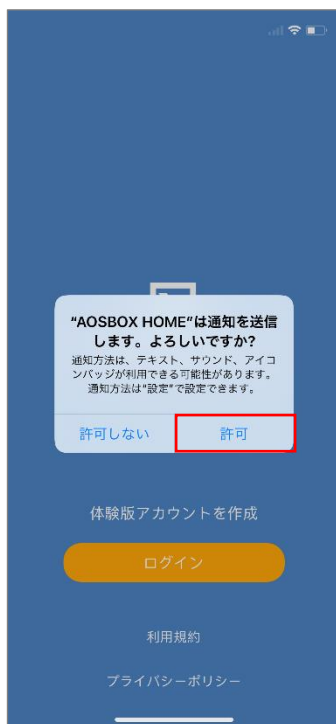 “AOSBOX HOME”は通知を送信
します。よろしいですか?
通知方法は、テキスト、サウンド、アイコ
ンバッジが利用できる可能性があります。
通知方法は“設定”で設定できます。
許可しない
許可
体験版アカウントを作成
ログイン
利用規約
プライバシーポリシー